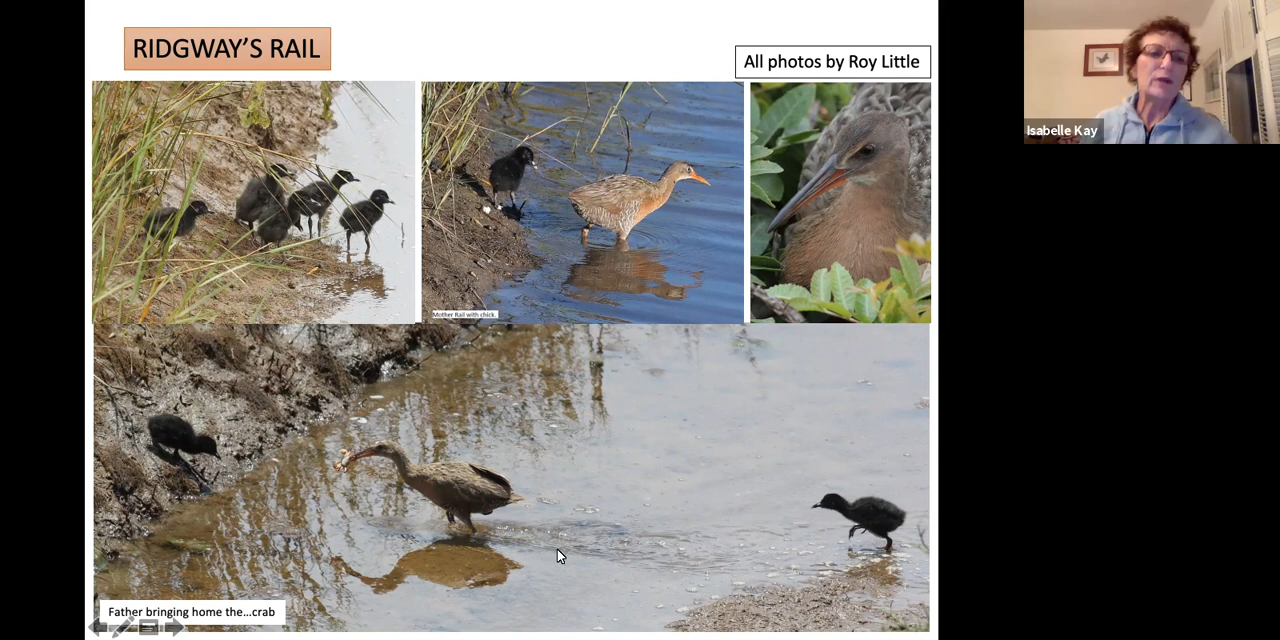 RIDGWAY'S RAIL
All photos by Roy Little
Isabelle Kay
Mother Rail with chick.
Father bringing home the...crab